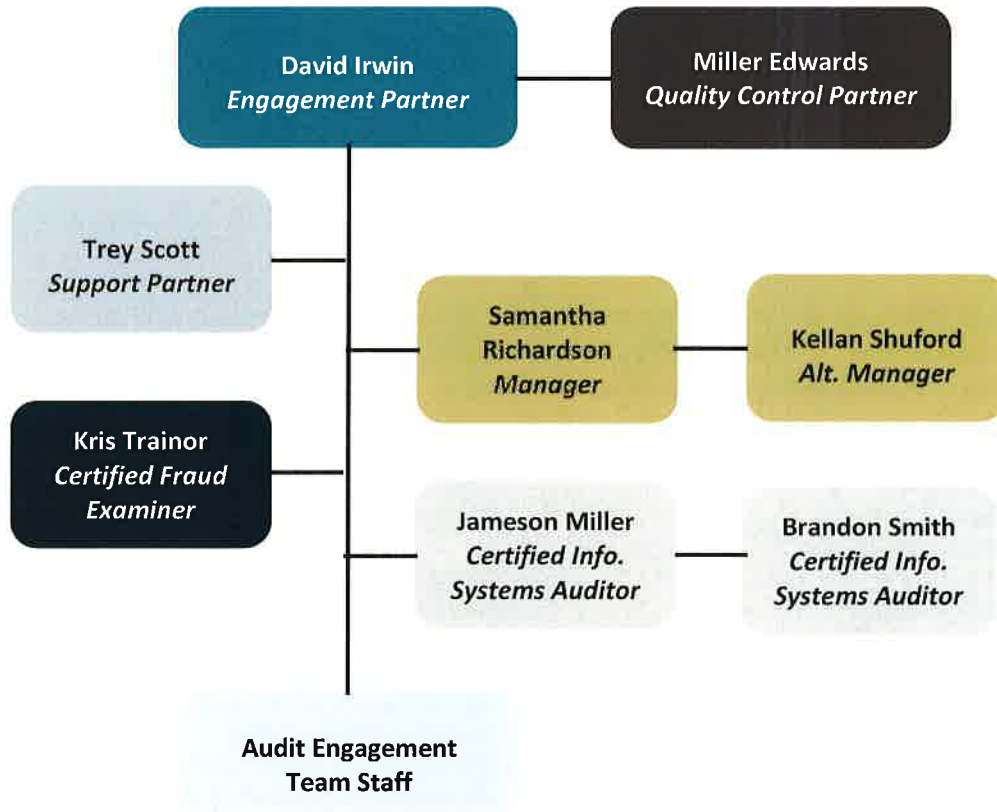 David Irwin
Engagement Partner
Miller Edwards
Quality Control Partner
Trey Scott
Support Partner
Samantha
Richardson
Manager
Kellan Shuford
Alt. Manager
Kris Trainor
Certified Fraud
Examiner
Jameson Miller
Certified Info.
Systems Auditor
Brandon Smith
Certified Info.
Systems Auditor
Audit Engagement
Team Staff